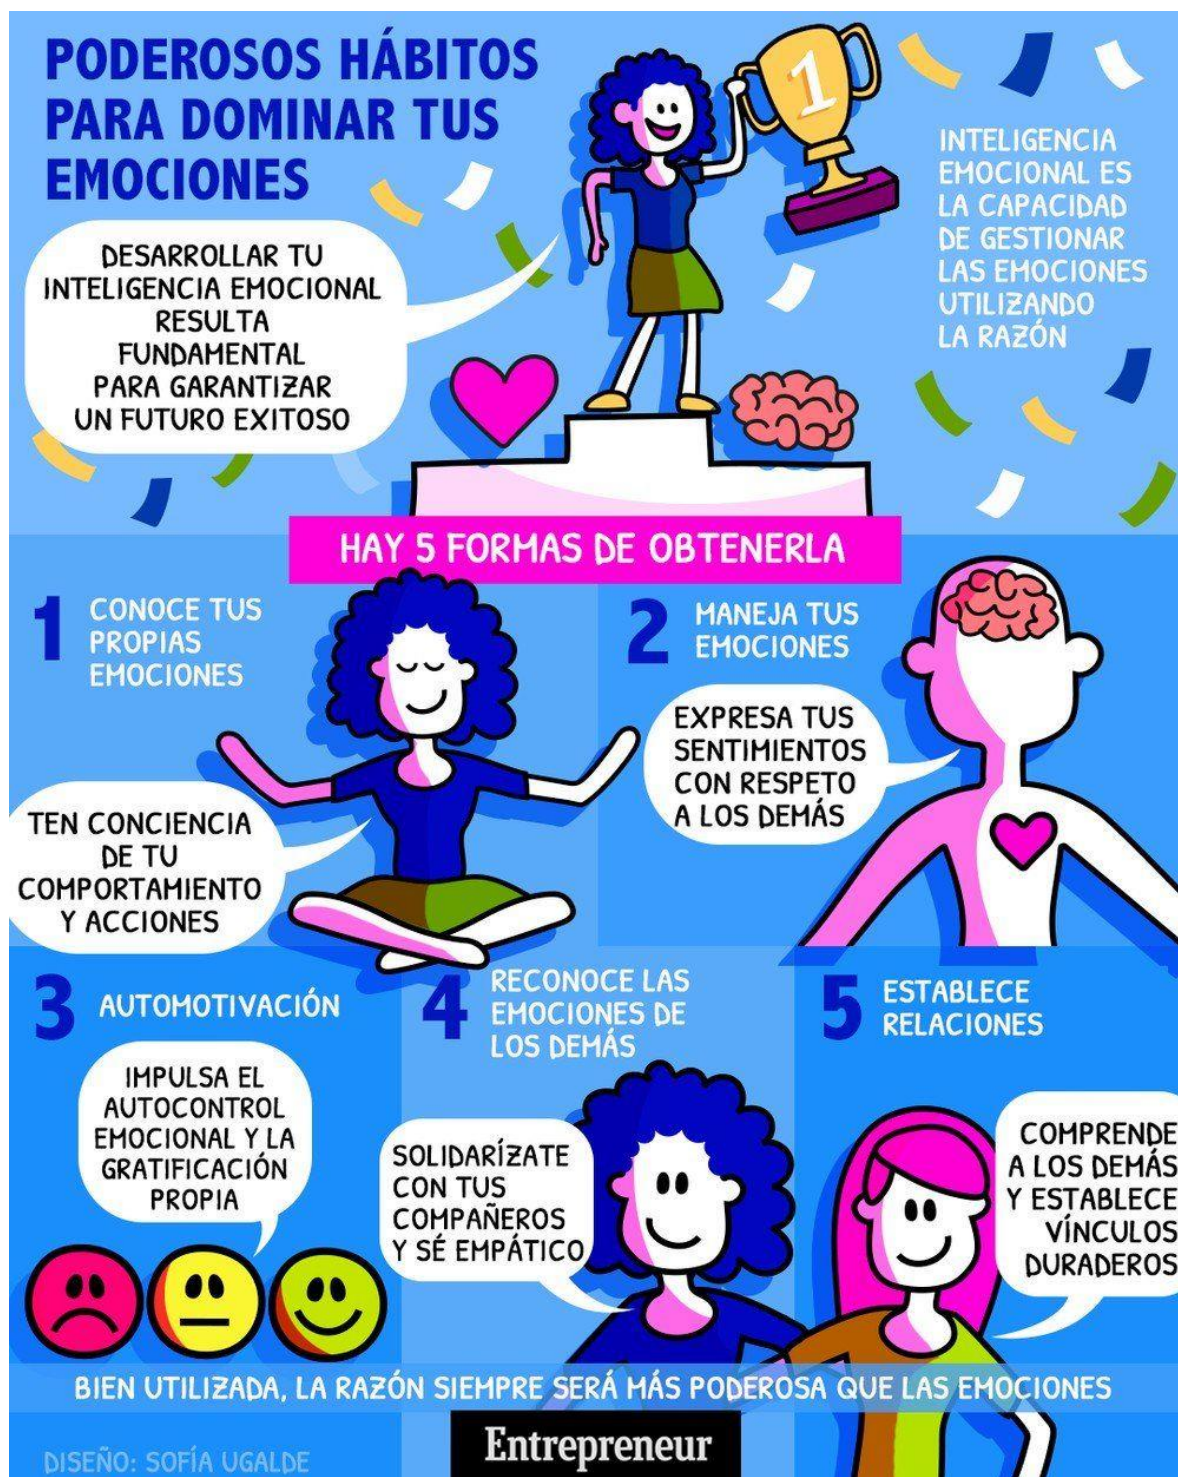 PODEROSOS HÁBITOS
PARA DOMINAR TUS
EMOCIONES
DESARROLLAR TU
INTELIGENCIA EMOCIONAL
RESULTA
FUNDAMENTAL
PARA GARANTIZAR
UN FUTURO EXITOSO
1
INTELIGENCIA
EMOCIONAL ES
LA CAPACIDAD
DE GESTIONAR
LAS EMOCIONES
UTILIZANDO
LA RAZÓN
HAY 5 FORMAS DE OBTENERLA
1
CONOCE TUS
PROPIAS
EMOCIONES
TEN CONCIENCIA
DE TU
COMPORTAMIENTO
Y ACCIONES
2
MANEJA TUS
EMOCIONES
EXPRESA TUS
SENTIMIENTOS
CON RESPETO
A LOS DEMÁS
3
AUTOMOTIVACIÓN
IMPULSA EL
AUTOCONTROL
EMOCIONAL Y LA
GRATIFICACIÓN
PROPIA
4
RECONOCE LAS
EMOCIONES DE
LOS DEMÁS
SOLIDARÍZATE
CON TUS
COMPAÑEROS
Y SÉ EMPÁTICO
5
ESTABLECE
RELACIONES
COMPRENDE
A LOS DEMÁS
Y ESTABLECE
VÍNCULOS
DURADEROS
BIEN UTILIZADA, LA RAZÓN SIEMPRE SERÁ MÁS PODEROSA QUE LAS EMOCIONES
Entrepreneur
DISEÑO: SOFÍA UGALDE